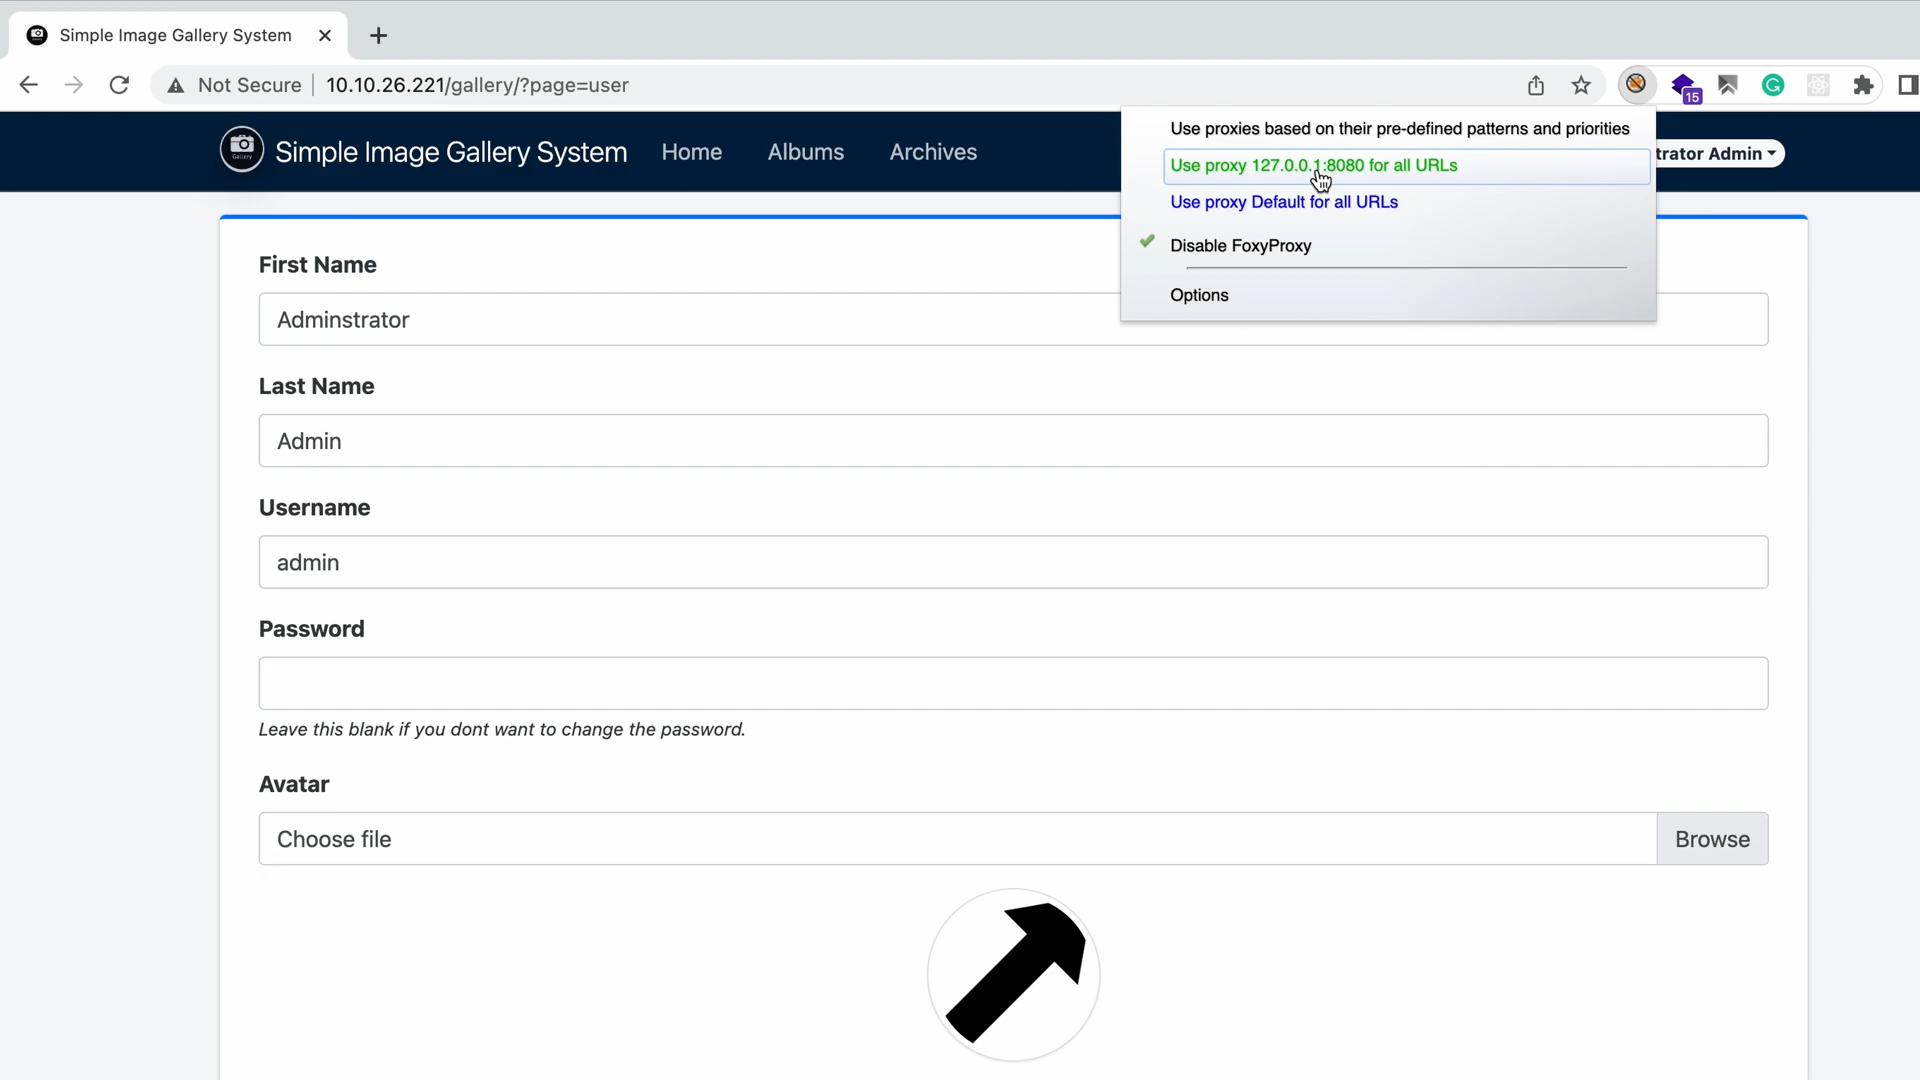 Simple Image Gallery System
Not Secure | 10.10.26.221/gallery/?page=user
15
Gallery
Simple Image Gallery System
Home
Albums
Archives
trator Admin
Use proxies based on their pre-defined patterns and priorities
Use proxy 127.0.0.1:8080 for all URLs
Use proxy Default for all URLs
Disable FoxyProxy
Options
First Name
Adminstrator
Last Name
Admin
Username
admin
Password
Leave this blank if you dont want to change the password.
Avatar
Choose file
Browse